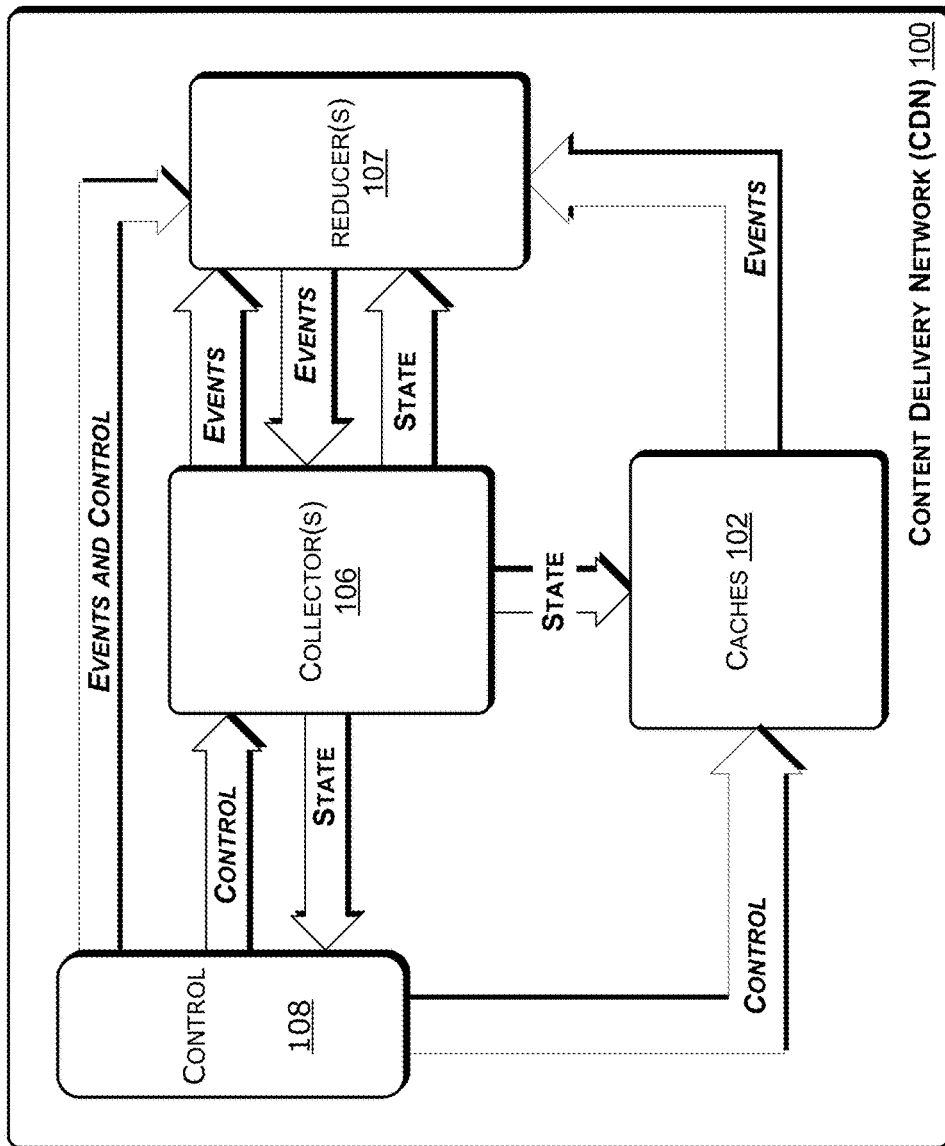 CONTENT DELIVERY NETWORK (CDN) 100
CONTROL
108
EVENTS AND CONTROL
CONTROL
STATE
CONTROL
COLLECTOR(S)
106
EVENTS
EVENTS
STATE
STATE
REDUCER(S)
107
CACHES 102
EVENTS